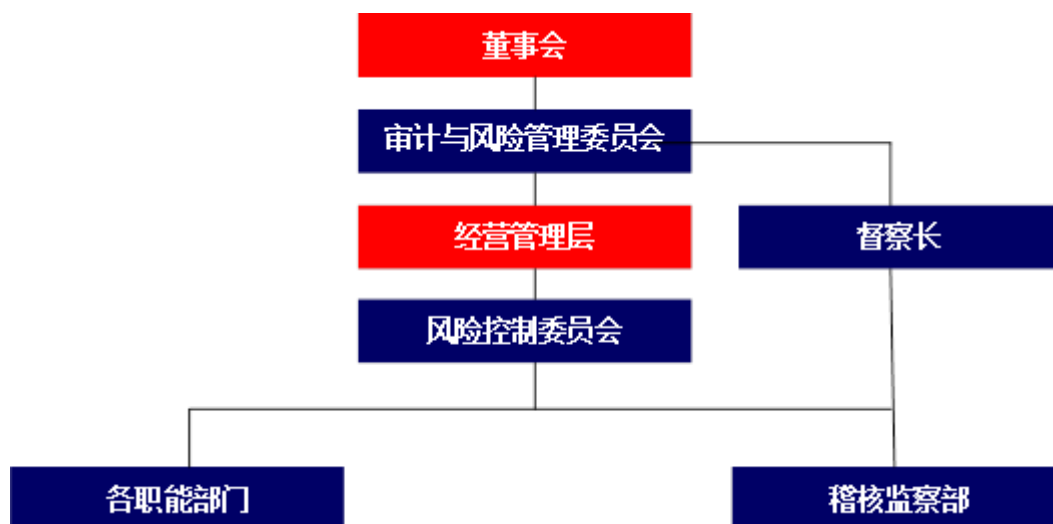 董事会
审计与风险管理委员会
经营管理层
督察长
风险控制委员会
各职能部门
稽核监察部